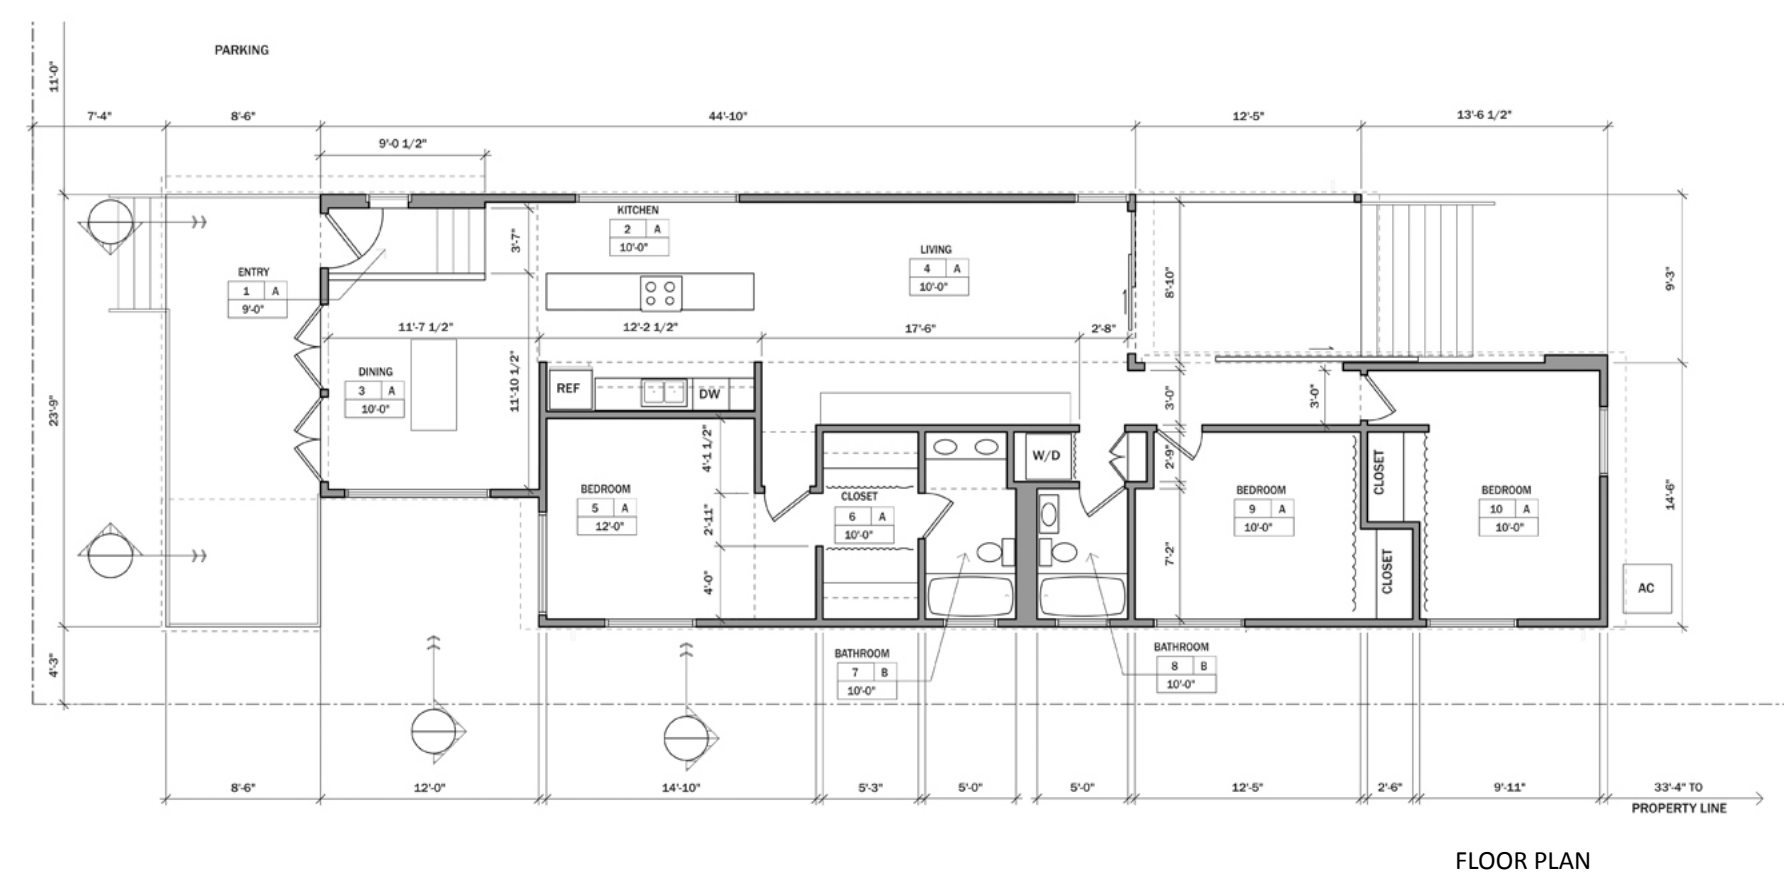 PARKING
11'-0"
7'-4"
8'-6"
44'-10"
12'-5"
13'-6 1/2"
9'-0 1/2"
KITCHEN
2 A
10'-0"
3'-7"
LIVING
4 A
10'-0"
8'-10"
9'-3"
ENTRY
1 A
9'-0"
11'-7 1/2"
12'-2 1/2"
17'-6"
2'-8"
DINING
3 A
10'-0"
11'-10 1/2"
REF
DW
23'-9"
3'-0"
3'-0"
4'-1 1/2"
W/D
2'-9"
CLOSET
BEDROOM
5 A
12'-0"
CLOSET
6 A
10'-0"
2'-11"
BEDROOM
9 A
10'-0"
BEDROOM
10 A
10'-0"
14'-6"
7'-2"
4'-0"
CLOSET
AC
4'-3"
BATHROOM
7 B
10'-0"
BATHROOM
8 B
10'-0"
8'-6"
12'-0"
14'-10"
5'-3"
5'-0"
5'-0"
12'-5"
2'-6"
9'-11"
33'-4" TO
PROPERTY LINE
FLOOR PLAN